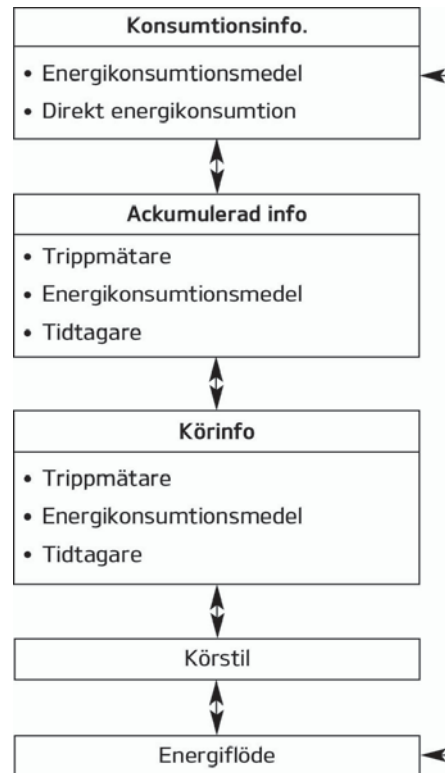 Konsumtionsinfo.
• Energikonsumtionsmedel
• Direkt energikonsumtion
Ackumulerad info
• Trippmätare
• Energikonsumtionsmedel
• Tidtagare
Körinfo
• Trippmätare
• Energikonsumtionsmedel
• Tidtagare
Körstil
Energiflöde